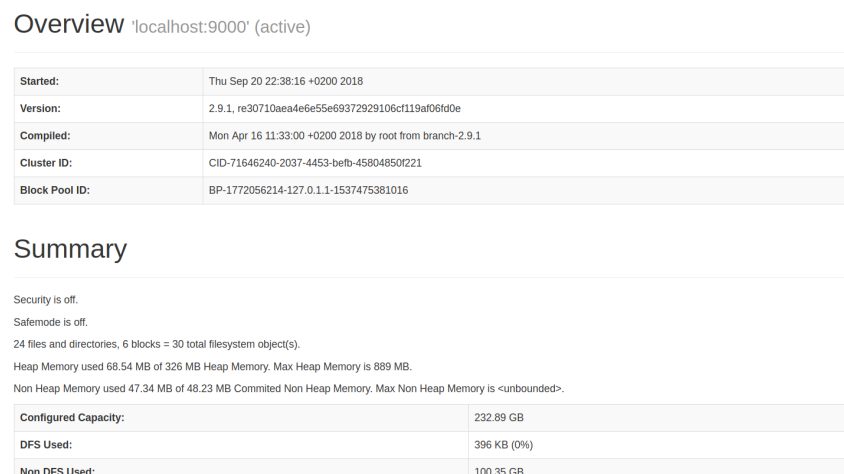 Overview 'localhost:9000' (active)
Started: Thu Sep 20 22:38:16 +0200 2018
Version: 2.9.1, re30710aea4e6e55e69372929106cf119af06fd0e
Compiled: Mon Apr 16 11:33:00 +0200 2018 by root from branch-2.9.1
Cluster ID: CID-71646240-2037-4453-befb-45804850f221
Block Pool ID: BP-1772056214-127.0.1.1-1537475381016
Summary
Security is off.
Safemode is off.
24 files and directories, 6 blocks = 30 total filesystem object(s).
Heap Memory used 68.54 MB of 326 MB Heap Memory. Max Heap Memory is 889 MB.
Non Heap Memory used 47.34 MB of 48.23 MB Commited Non Heap Memory. Max Non Heap Memory is <unbounded>.
Configured Capacity: 232.89 GB
DFS Used: 396 KB (0%)
Non DFS Used: 100.35 GB